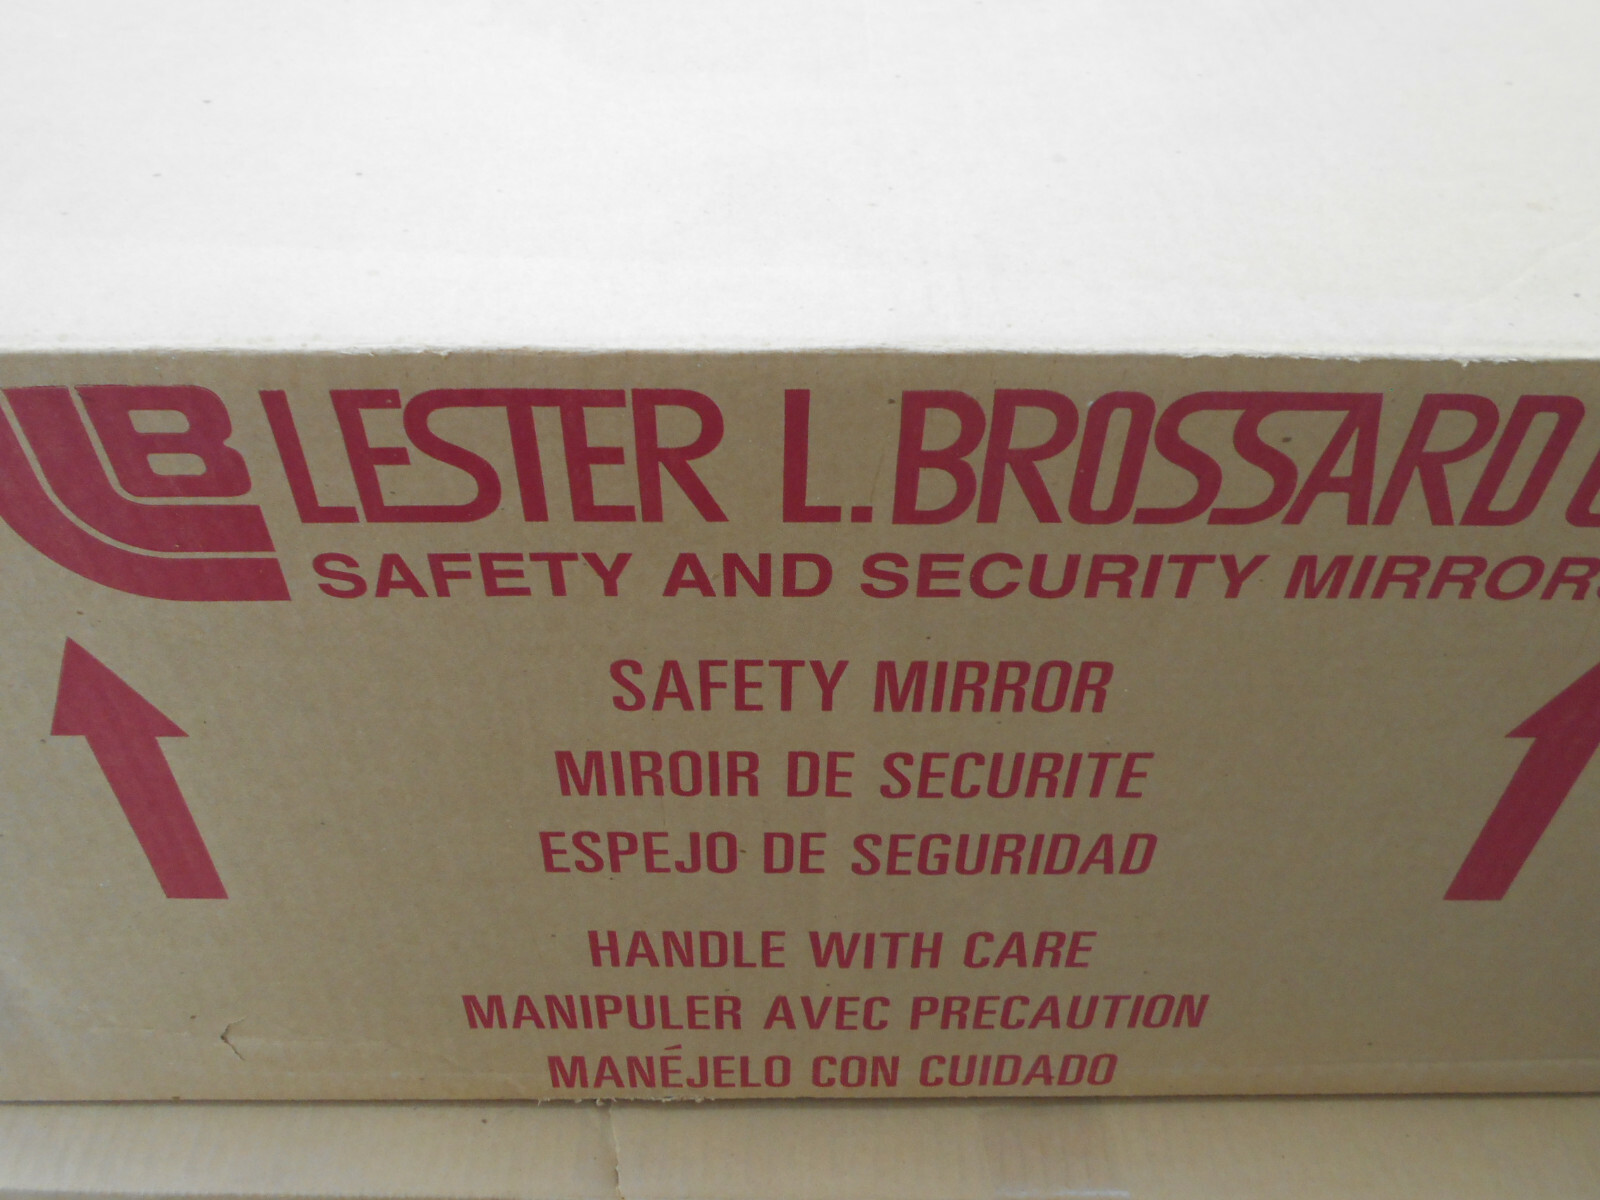 LB LESTER L. BROSSARD
SAFETY AND SECURITY MIRRORS
SAFETY MIRROR
MIROIR DE SECURITE
ESPEJO DE SEGURIDAD
HANDLE WITH CARE
MANIPULER AVEC PRECAUTION
MANÉJELO CON CUIDADO